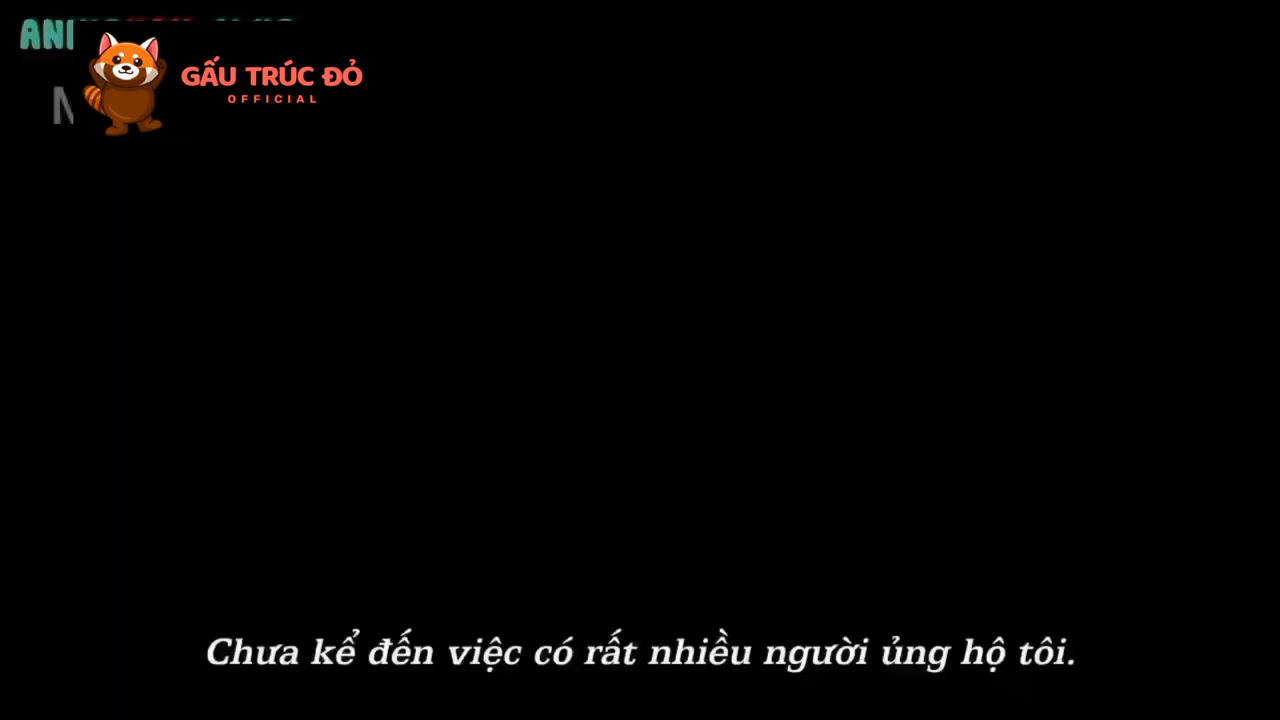 GẤU TRÚC ĐỎ
OFFICIAL
Chưa kể đến việc có rất nhiều người ủng hộ tôi.